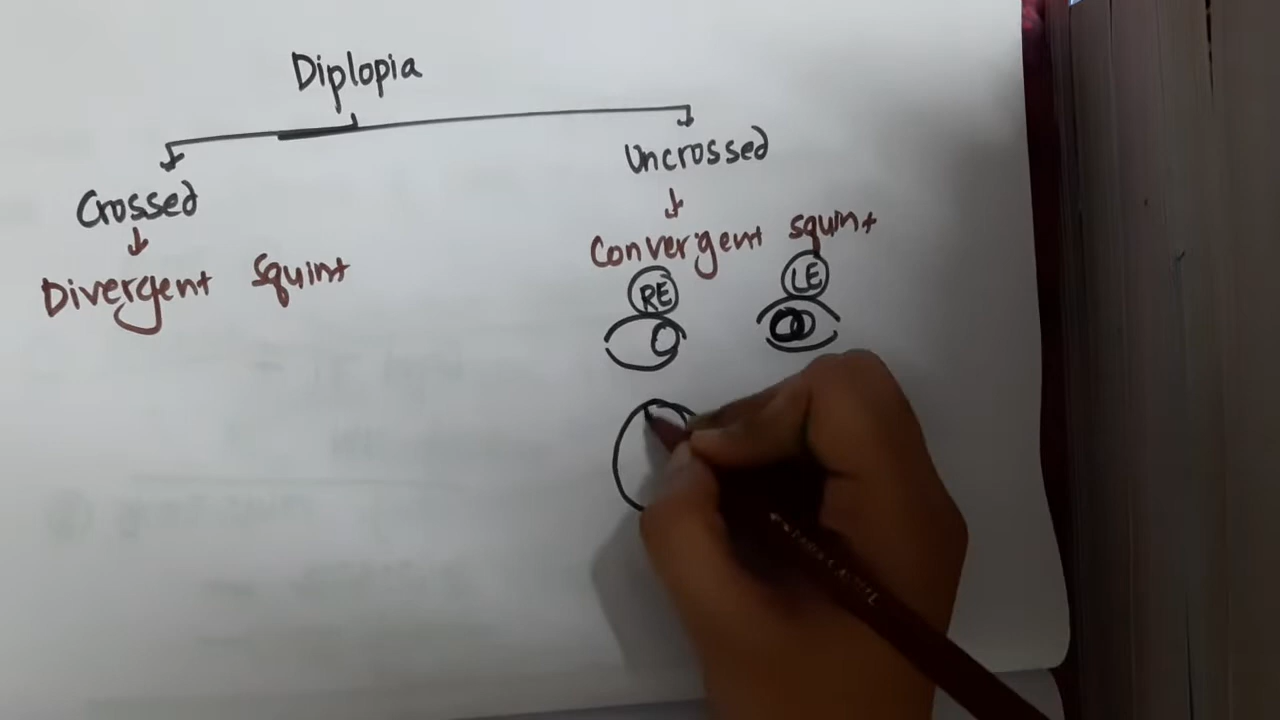 Diplopia
Crossed
Uncrossed
Divergent Squint
Convergent squint
RE
LE